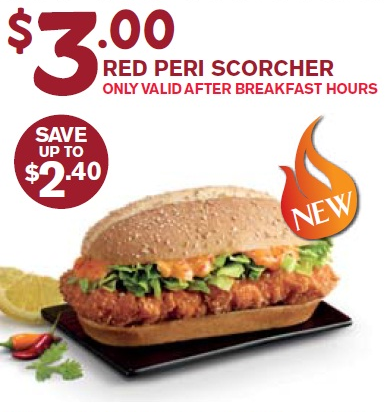 $3.00
RED PERI SCORCHER
ONLY VALID AFTER BREAKFAST HOURS
SAVE
UP TO
$2.40
NEW